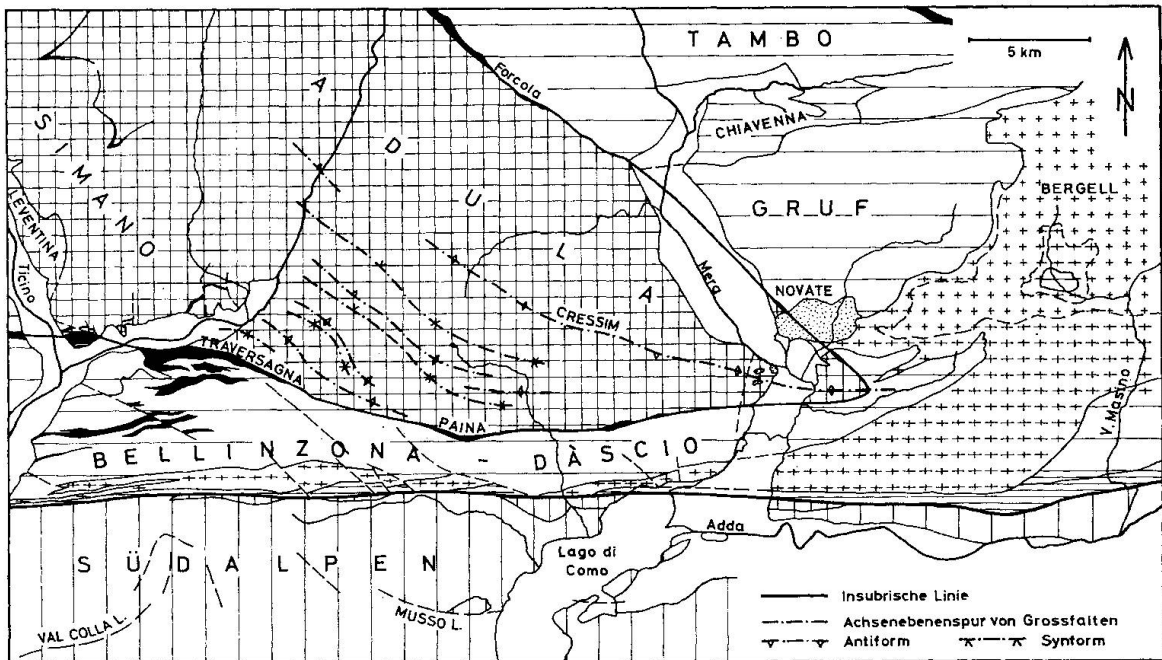 TAMBO
5 km
N
Forcola
CHIAVENNA
SIMANO
ADULA
LEVENTINA
Ticino
G R U F
BERGELL
Mera
NOVATE
CRESSIM
TRAVERSAGNA
PAINA
V. Masino
BELLINZONA - DÀSCIO
Adda
SÜDALPEN
Lago di
Como
MUSSO L.
VAL COLLA L.
Insubrische Linie
Achsenebenenspur von Grossfalten
Antiform
Synform